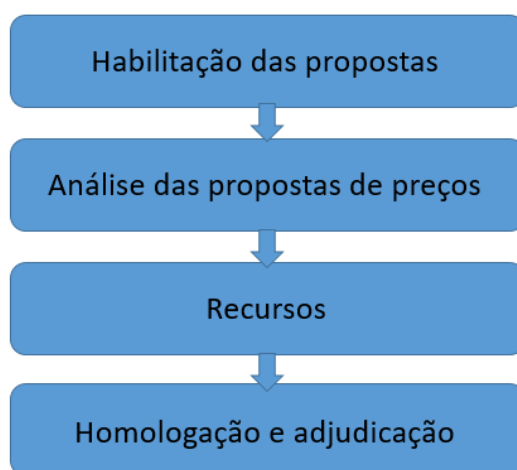 Habilitação das propostas
Análise das propostas de preços
Recursos
Homologação e adjudicação